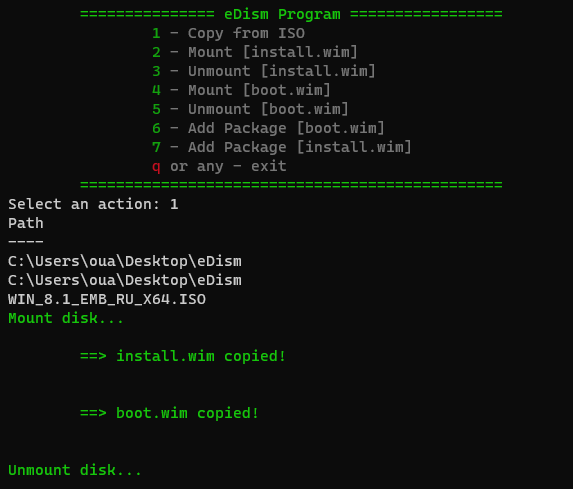 =============== eDism Program =================
1 - Copy from ISO
2 - Mount [install.wim]
3 - Unmount [install.wim]
4 - Mount [boot.wim]
5 - Unmount [boot.wim]
6 - Add Package [boot.wim]
7 - Add Package [install.wim]
q or any - exit
===============================================
Select an action: 1
Path
----
C:\Users\oua\Desktop\eDism
C:\Users\oua\Desktop\eDism
WIN_8.1_EMB_RU_X64.ISO
Mount disk...
==> install.wim copied!
==> boot.wim copied!
Unmount disk...